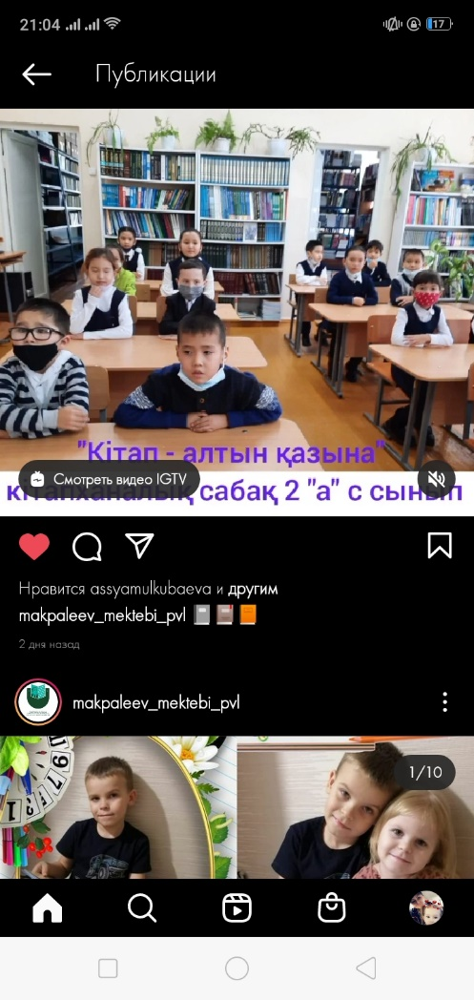 21:04
17
Публикации
"Кітап - алтын қазына"
Смотреть видео IGTV
кітапханалық сабақ 2 "а" с сынып
Нравится assyamulkubaeva и другим
makpaleev_mektebi_pvl
2 дня назад
makpaleev_mektebi_pvl
1/10